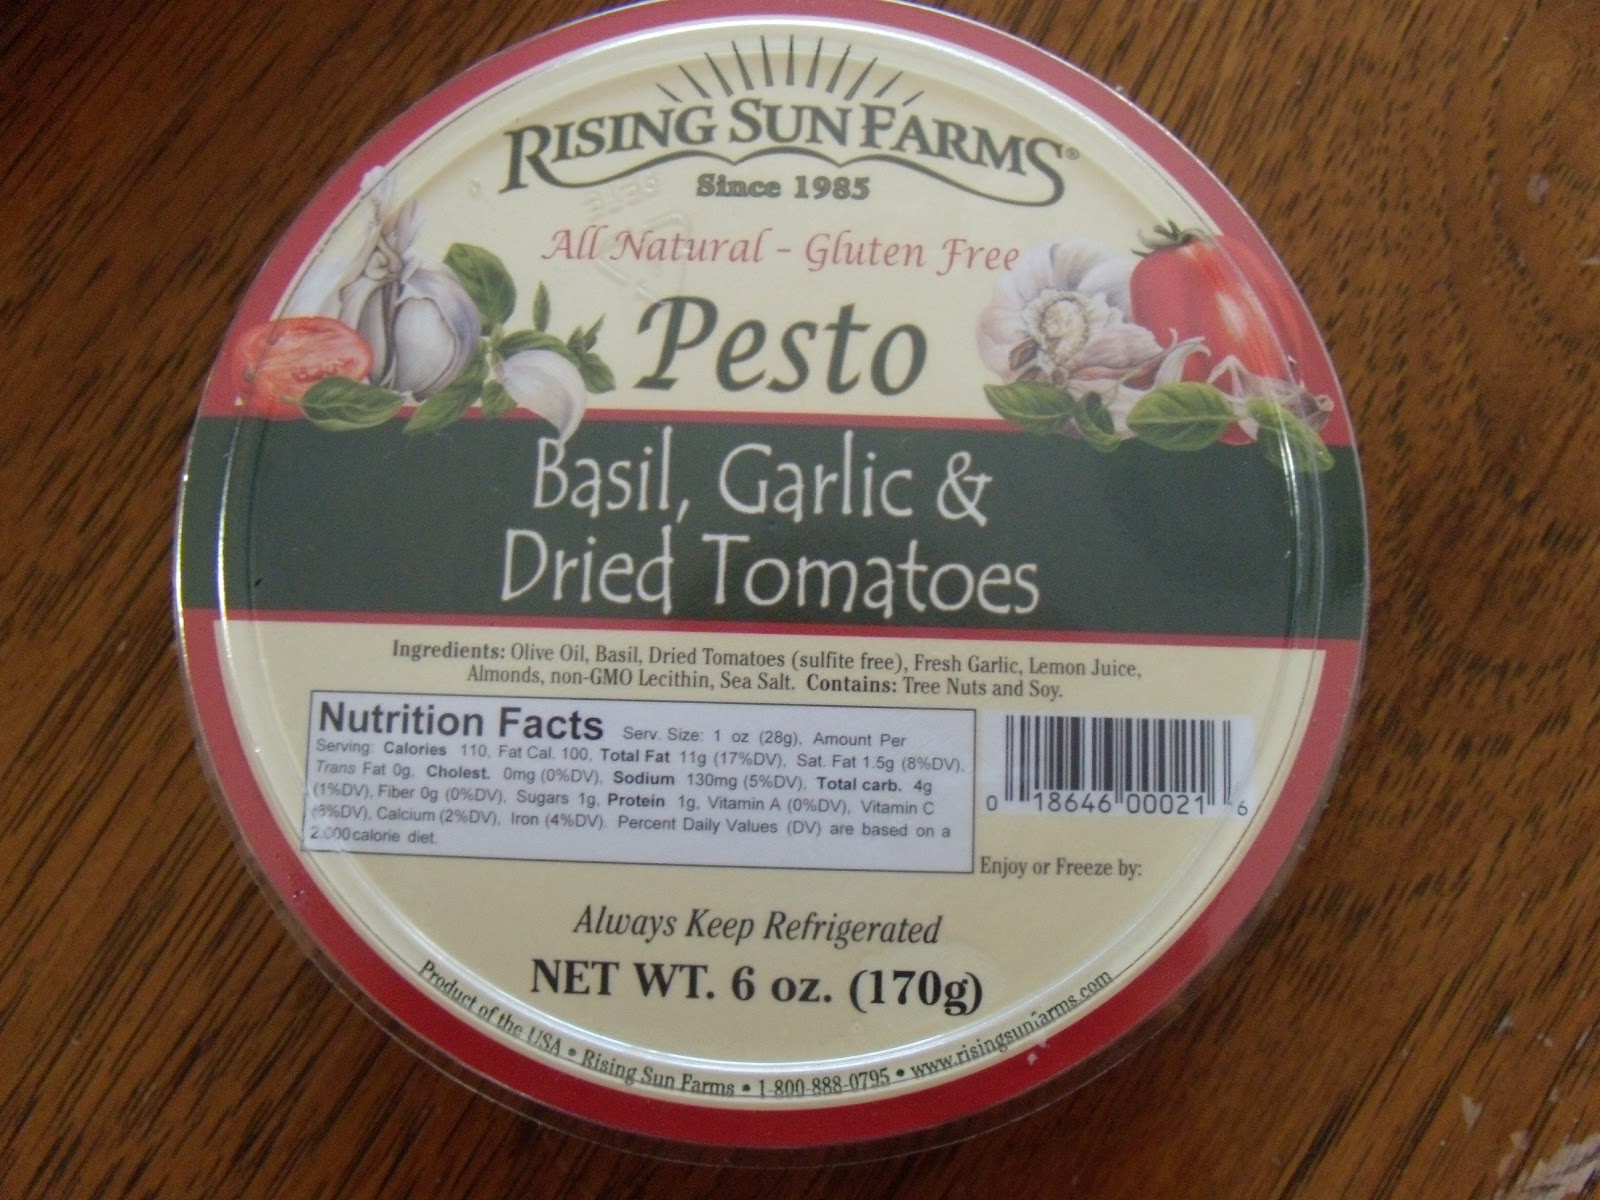 RISING SUN FARMS®
Since 1985
All Natural - Gluten Free
Pesto
Basil, Garlic &
Dried Tomatoes
Ingredients: Olive Oil, Basil, Dried Tomatoes (sulfite free), Fresh Garlic, Lemon Juice,
Almonds, non-GMO Lecithin, Sea Salt. Contains: Tree Nuts and Soy.
Nutrition Facts Serv. Size: 1 oz (28g), Amount Per
Serving: Calories 110, Fat Cal. 100, Total Fat 11g (17%DV), Sat. Fat 1.5g (8%DV),
Trans Fat 0g, Cholest. 0mg (0%DV), Sodium 130mg (5%DV), Total carb. 4g
(1%DV), Fiber 0g (0%DV), Sugars 1g, Protein 1g, Vitamin A (0%DV), Vitamin C
(8%DV), Calcium (2%DV), Iron (4%DV). Percent Daily Values (DV) are based on a
2,000 calorie diet.
0 18646 00021 6
Enjoy or Freeze by:
Always Keep Refrigerated
NET WT. 6 oz. (170g)
Product of the USA • Rising Sun Farms • 1-800-888-0795 • www.risingsunfarms.com